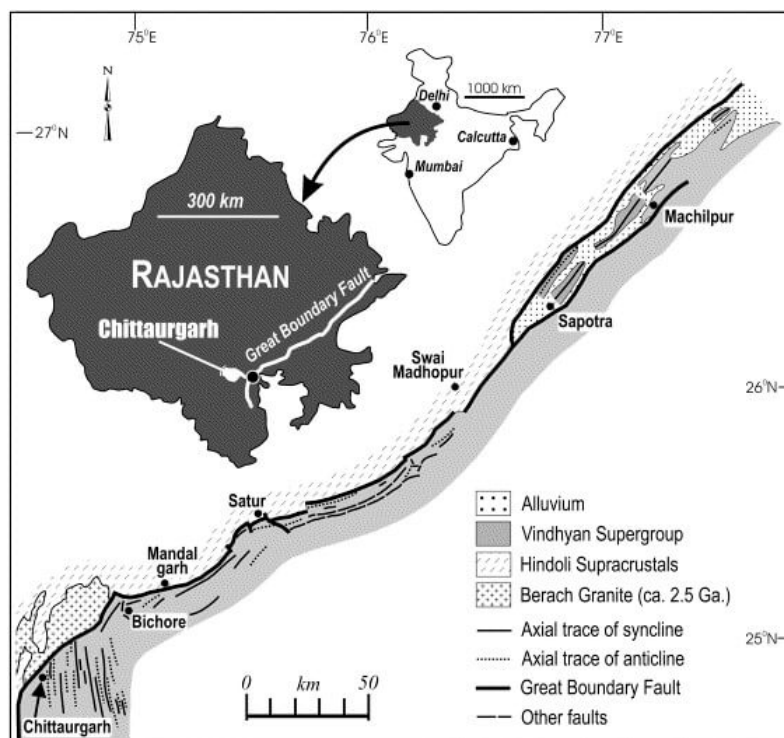 75°E
76°E
77°E
N
27°N
1000 km
Delhi
Calcutta
Mumbai
300 km
RAJASTHAN
Great Boundary Fault
Chittaurgarh
Machilpur
Sapotra
Swai
Madhopur
26°N
Satur
Mandal
garh
Bichore
Chittaurgarh
0 km 50
Alluvium
Vindhyan Supergroup
Hindoli Supracrustals
Berach Granite (ca. 2.5 Ga.)
Axial trace of syncline
Axial trace of anticline
Great Boundary Fault
Other faults
25°N